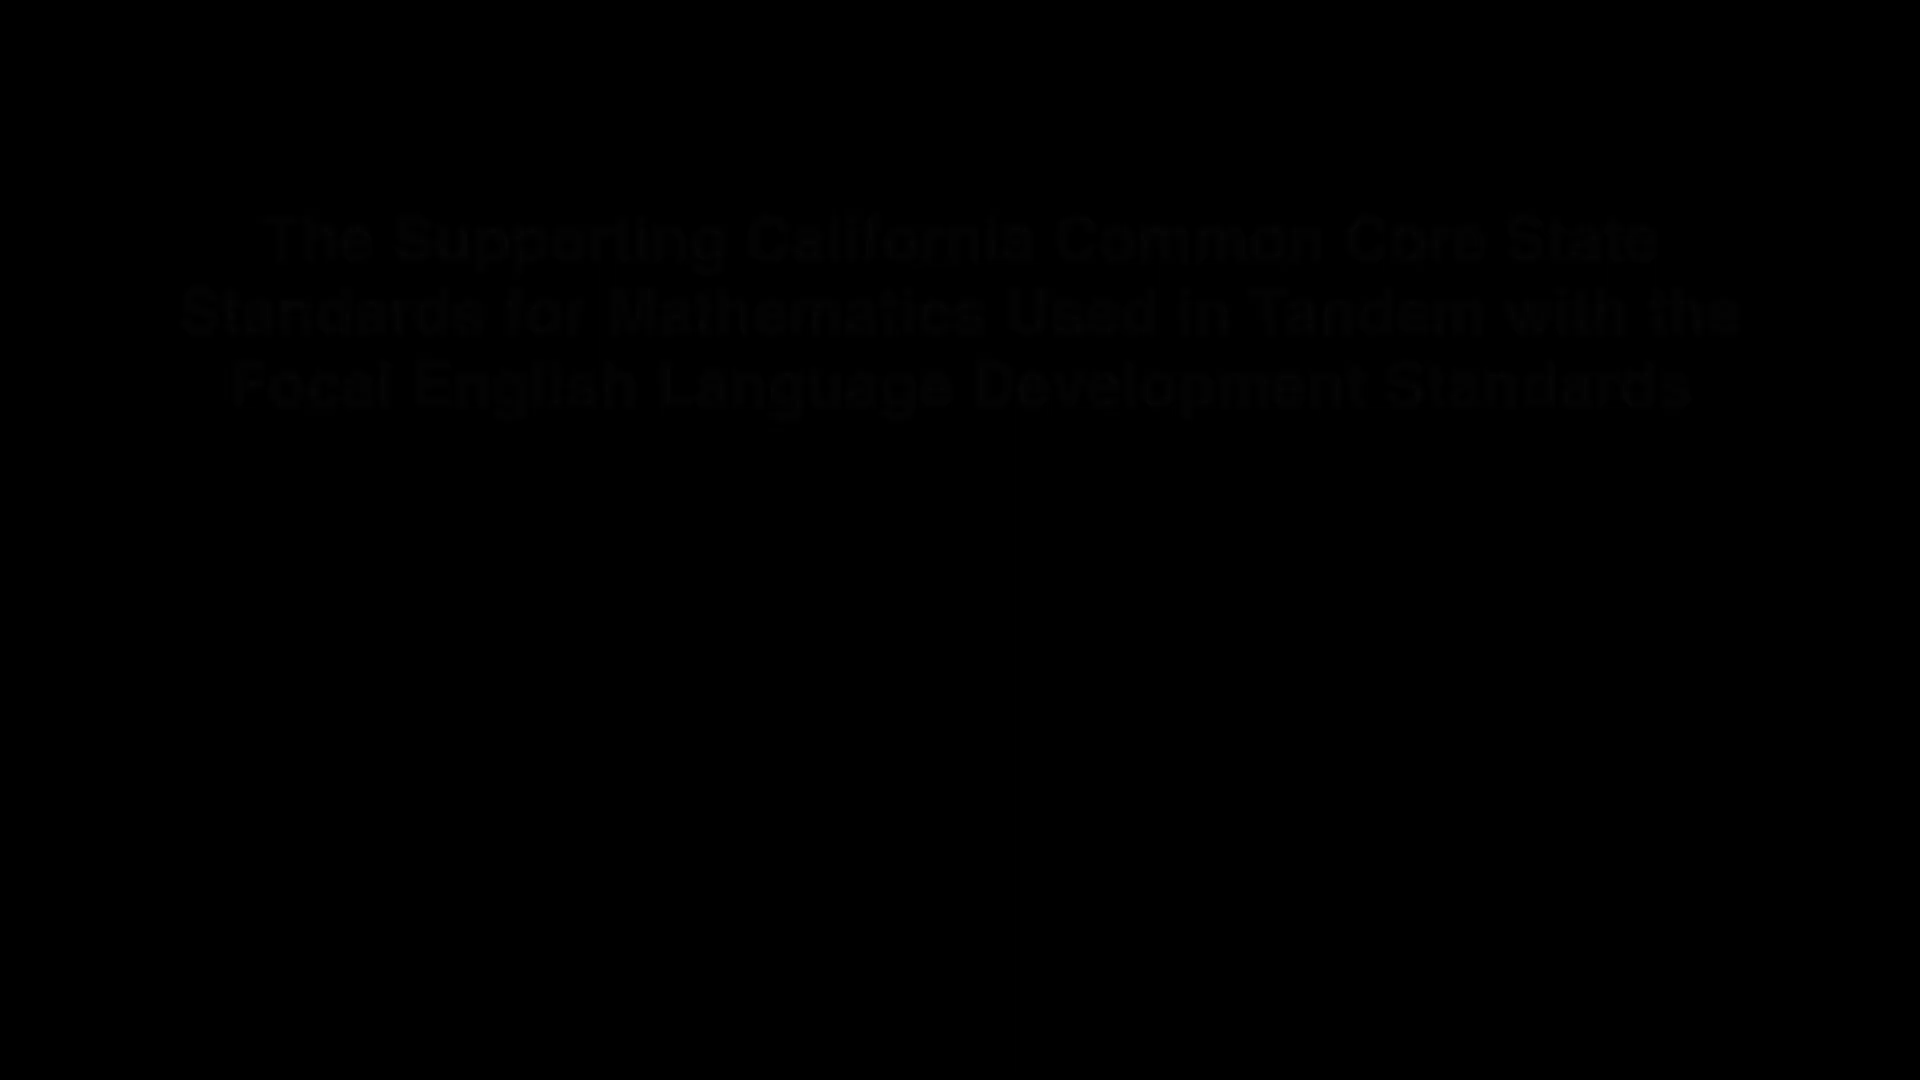 The Supporting California Common Core State
Standards for Mathematics Used in Tandem with the
Focal English Language Development Standards